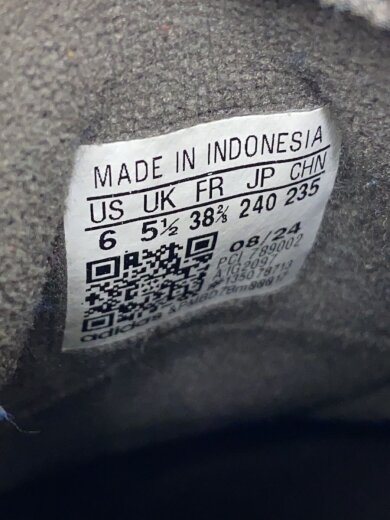 MADE IN INDONESIA
US UK FR JP CHN
6 5½ 38⅔ 240 235
08/24
PCI 789002
adidas